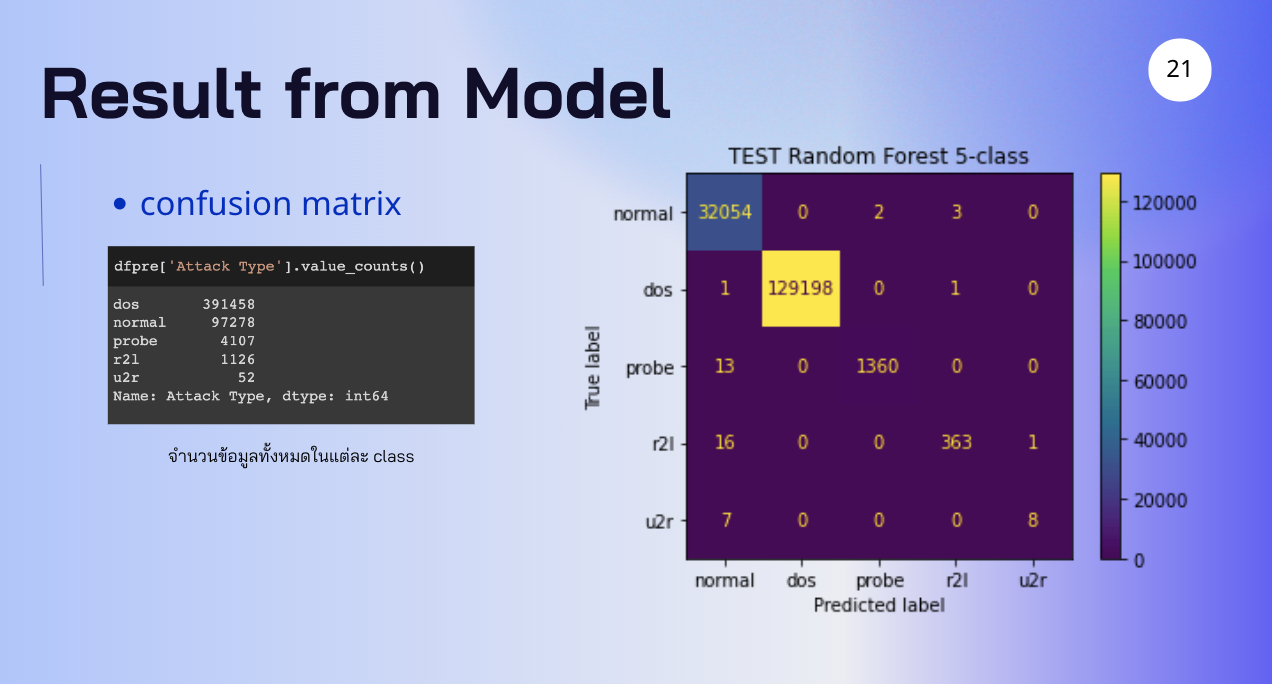 Result from Model
21
• confusion matrix
dfpre['Attack Type'].value_counts()
dos 391458
normal 97278
probe 4107
r2l 1126
u2r 52
Name: Attack Type, dtype: int64
จำนวนข้อมูลทั้งหมดในแต่ละ class
TEST Random Forest 5-class
True label
normal 32054 0 2 3 0
dos 1 129198 0 1 0
probe 13 0 1360 0 0
r2l 16 0 0 363 1
u2r 7 0 0 0 8
normal dos probe r2l u2r
Predicted label
120000
100000
80000
60000
40000
20000
0